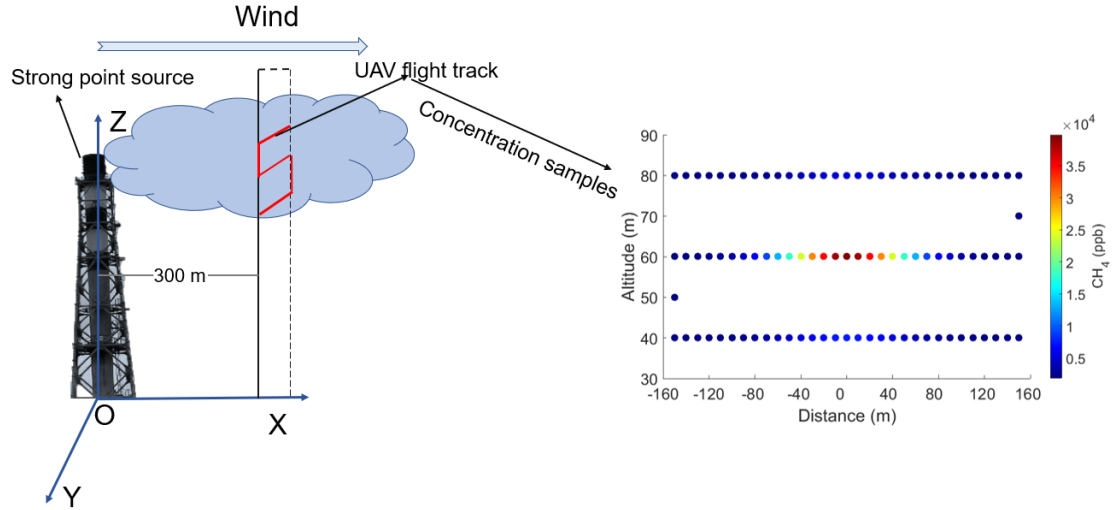 Wind
Strong point source
UAV flight track
Concentration samples
Z
300 m
O
X
Y
×10⁴
90
80
70
60
50
40
30
Altitude (m)
-160 -120 -80 -40 0 40 80 120 160
Distance (m)
3.5
3
2.5
2
1.5
1
0.5
CH₄ (ppb)